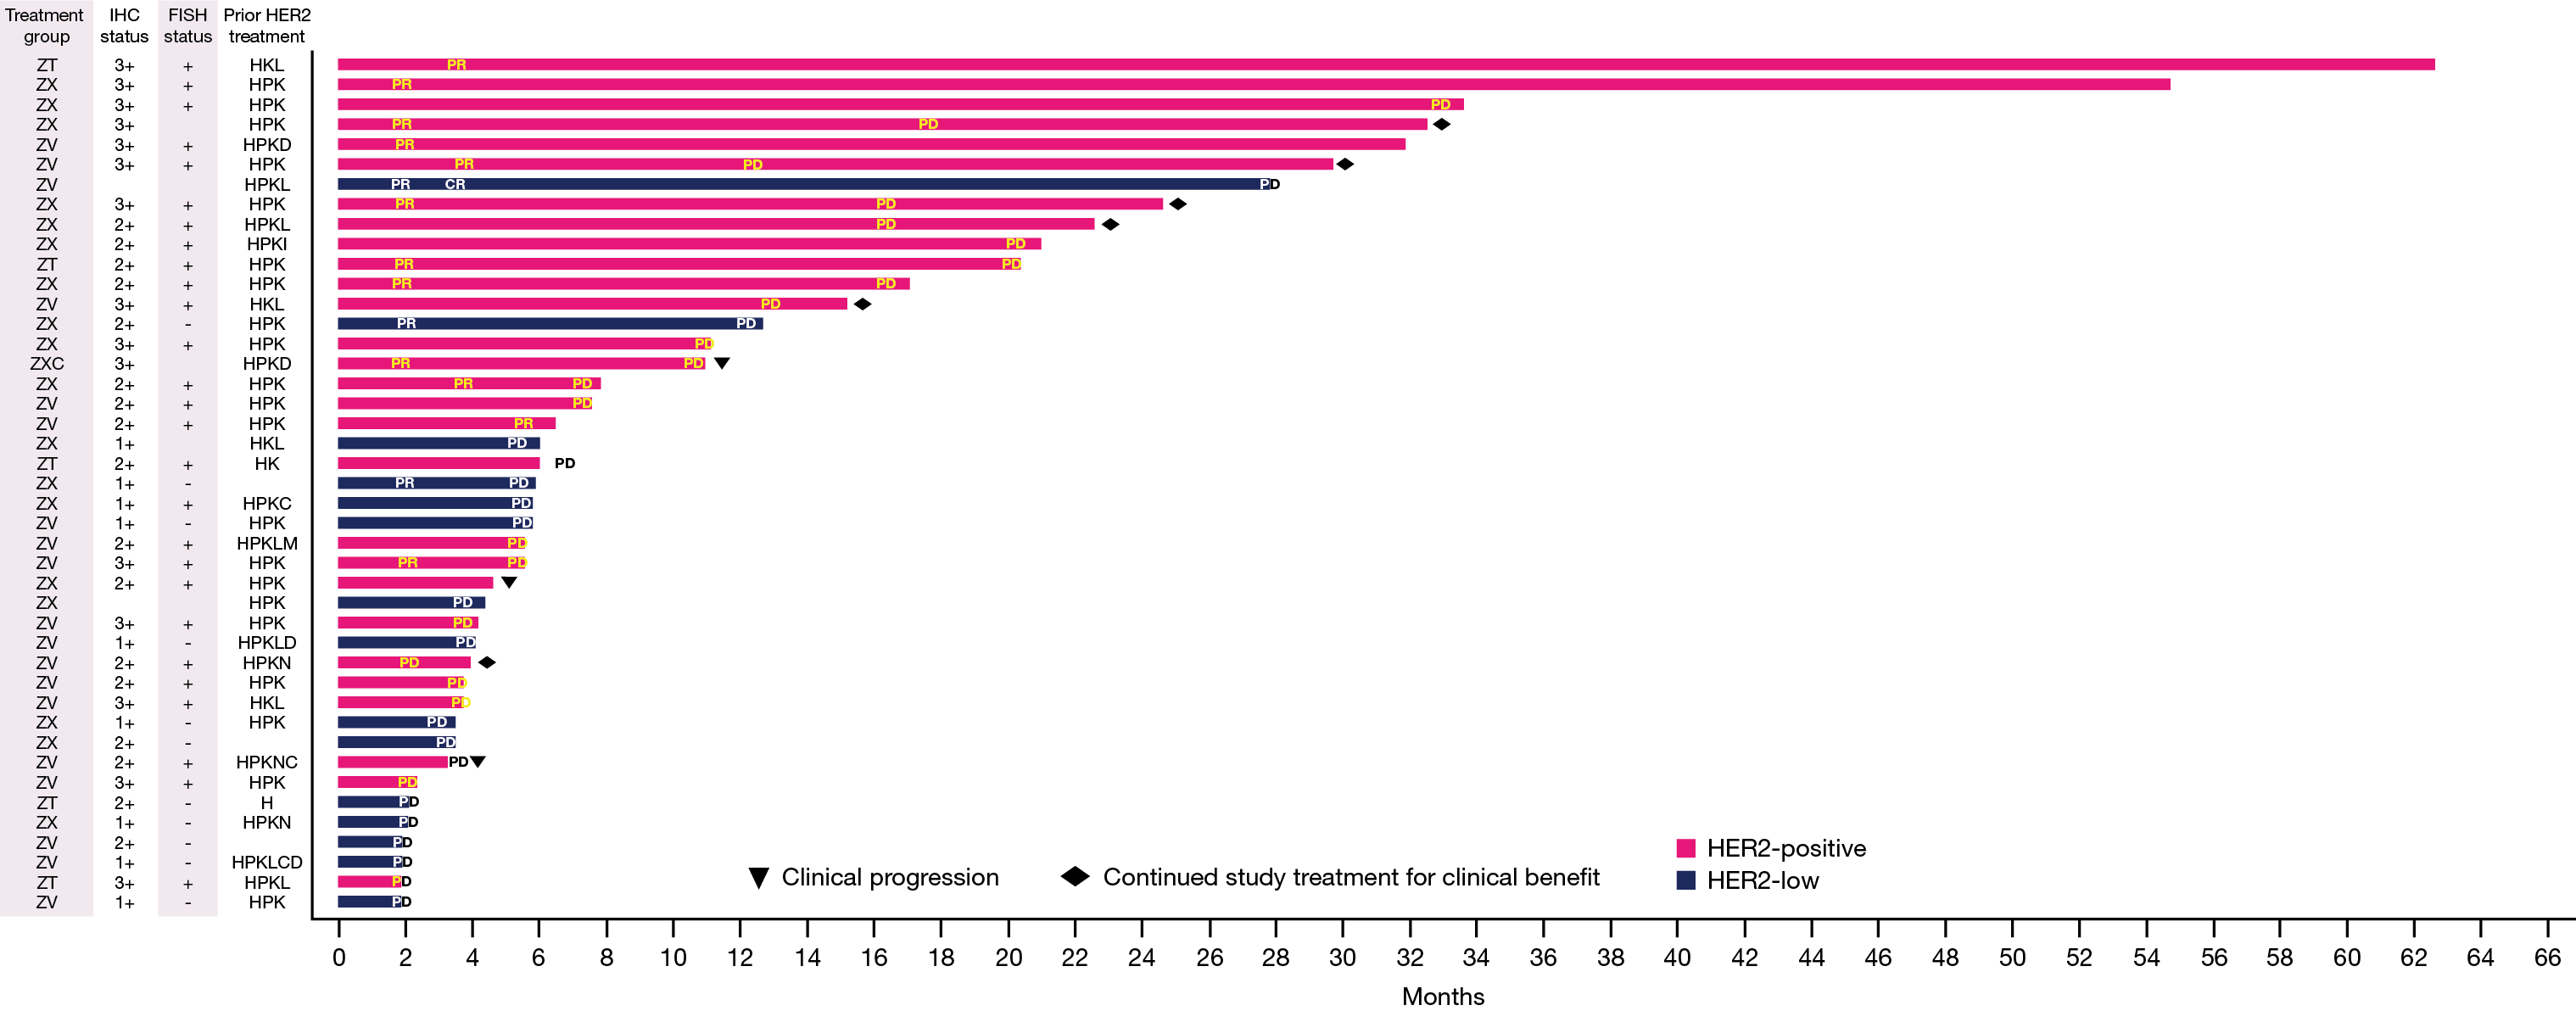 Treatment group IHC status FISH status Prior HER2 treatment
ZT 3+ + HKL PR
ZX 3+ + HPK PR
ZX 3+ + HPK PD
ZX 3+ HPK PR PD
ZV 3+ + HPKD PR
ZV 3+ + HPK PR PD
ZV HPKL PR CR PD
ZX 3+ + HPK PR PD
ZX 2+ + HPKL PD
ZX 2+ + HPKI PD
ZT 2+ + HPK PR PD
ZX 2+ + HPK PR PD
ZV 3+ + HKL PD
ZX 2+ - HPK PR PD
ZX 3+ + HPK PD
ZXC 3+ HPKD PR PD
ZX 2+ + HPK PR PD
ZV 2+ + HPK PD
ZV 2+ + HPK PR
ZX 1+ HKL PD
ZT 2+ + HK PD
ZX 1+ - PR PD
ZX 1+ + HPKC PD
ZV 1+ - HPK PD
ZV 2+ + HPKLM PD
ZV 3+ + HPK PR PD
ZX 2+ + HPK
ZX HPK PD
ZV 3+ + HPK PD
ZV 1+ - HPKLD PD
ZV 2+ + HPKN PD
ZV 2+ + HPK PD
ZV 3+ + HKL PD
ZX 1+ - HPK PD
ZX 2+ - PD
ZV 2+ + HPKNC PD
ZV 3+ + HPK PD
ZT 2+ - H PD
ZX 1+ - HPKN PD
ZV 2+ - PD
ZV 1+ - HPKLCD PD
ZT 3+ + HPKL PD
ZV 1+ - HPK PD
Clinical progression
Continued study treatment for clinical benefit
HER2-positive
HER2-low
0 2 4 6 8 10 12 14 16 18 20 22 24 26 28 30 32 34 36 38 40 42 44 46 48 50 52 54 56 58 60 62 64 66
Months